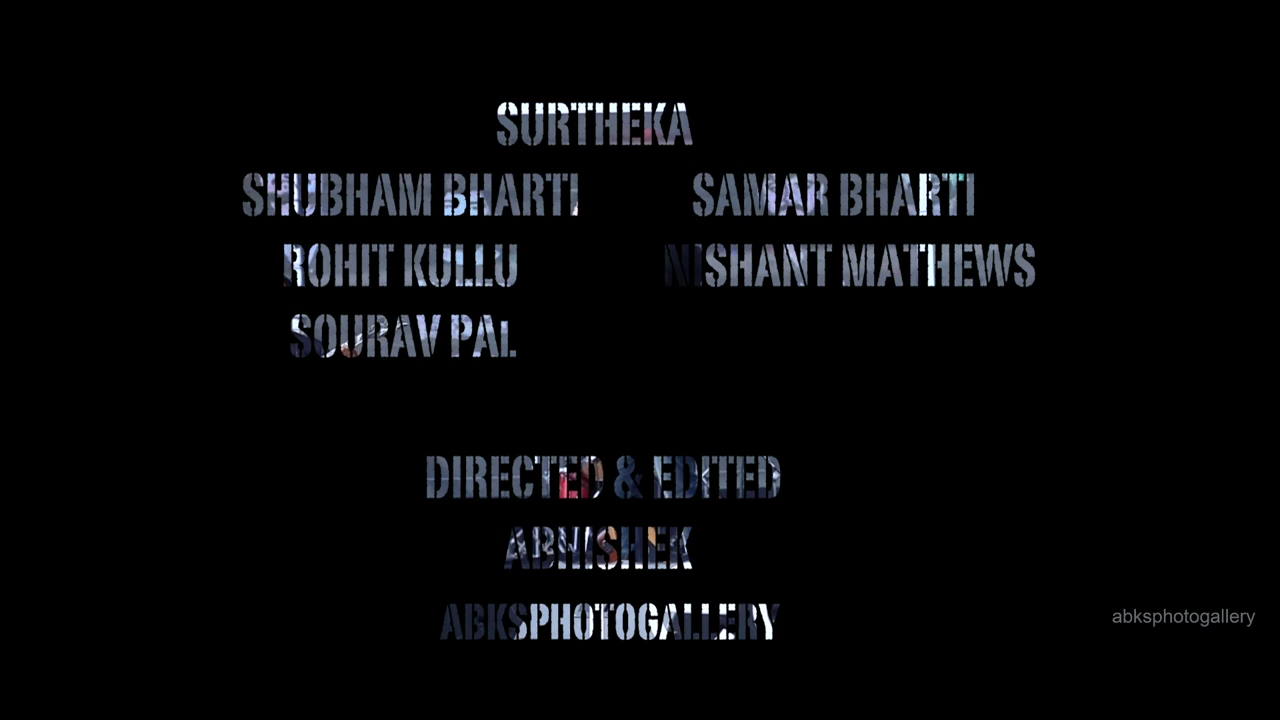 SURTHEKA
SHUBHAM BHARTI SAMAR BHARTI
ROHIT KULLU NISHANT MATHEWS
SOURAV PAL
DIRECTED & EDITED
ABHISHEK
ABKSPHOTOGALLERY
abksphotogallery